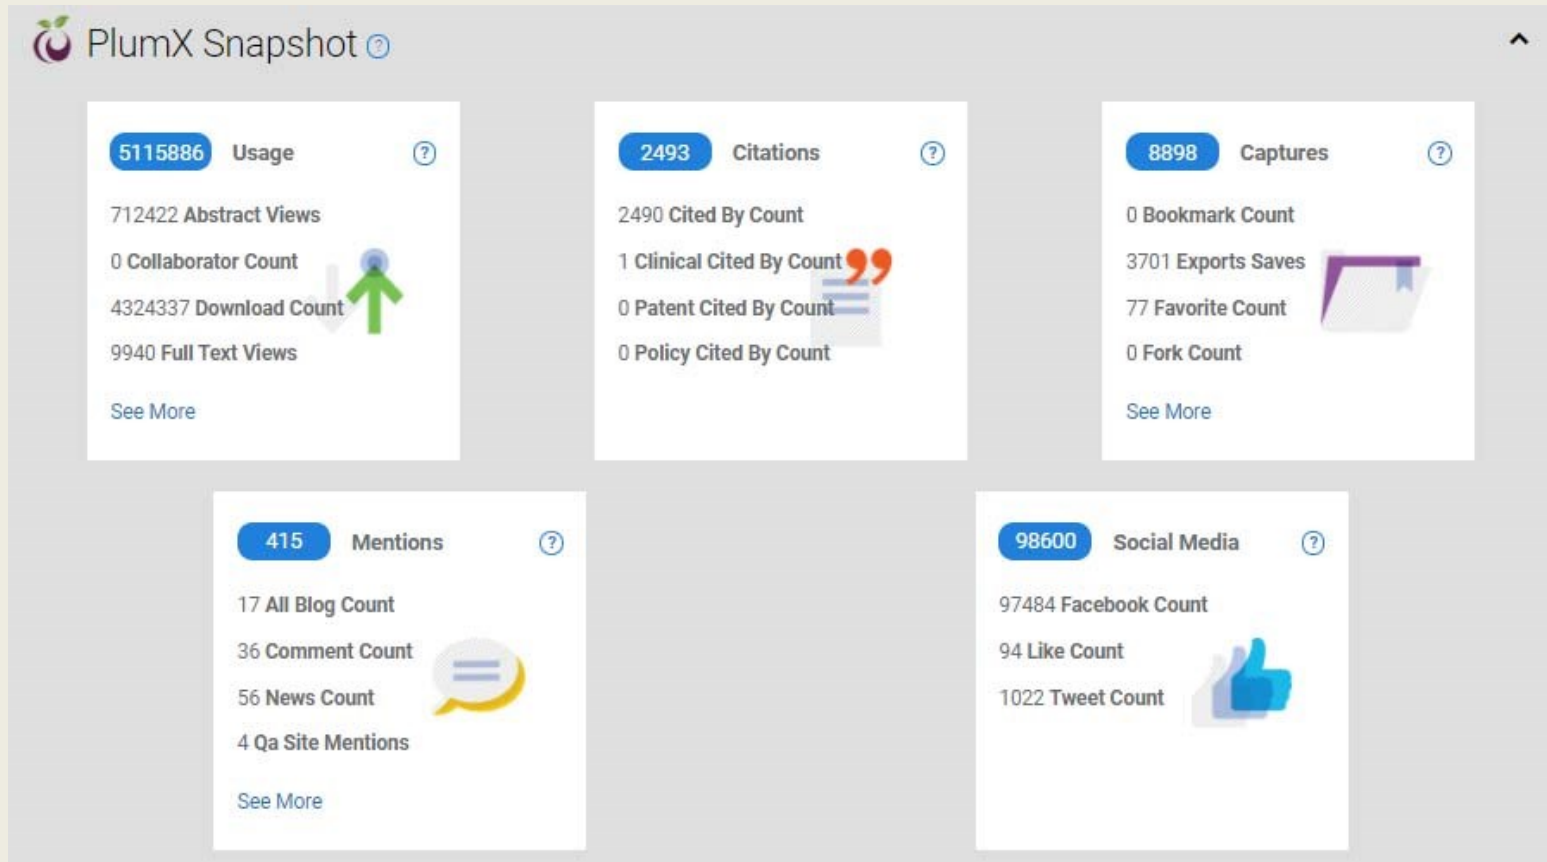 PlumX Snapshot ?
5115886 Usage ?
712422 Abstract Views
0 Collaborator Count
4324337 Download Count
9940 Full Text Views
See More
2493 Citations ?
2490 Cited By Count
1 Clinical Cited By Count
0 Patent Cited By Count
0 Policy Cited By Count
8898 Captures ?
0 Bookmark Count
3701 Exports Saves
77 Favorite Count
0 Fork Count
See More
415 Mentions ?
17 All Blog Count
36 Comment Count
56 News Count
4 Qa Site Mentions
See More
98600 Social Media ?
97484 Facebook Count
94 Like Count
1022 Tweet Count